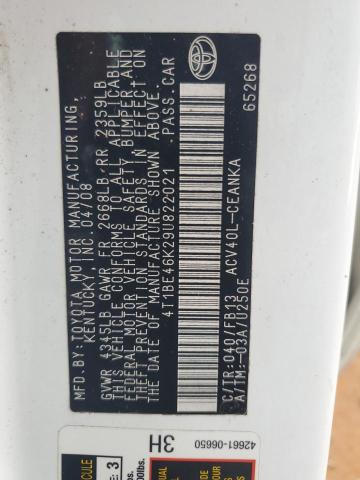 MFD. BY:TOYOTA MOTOR MANUFACTURING,
KENTUCKY, INC. 04/08
GVWR 4345LB GAWR FR 2668LB RR 2359LB
THIS VEHICLE CONFORMS TO ALL APPLICABLE
FEDERAL MOTOR VEHICLE SAFETY, BUMPER, AND
THEFT PREVENTION STANDARDS IN EFFECT ON
THE DATE OF MANUFACTURE SHOWN ABOVE.
4T1BE46K29U822021 PASS.CAR
C/TR:040/FB13 ACV40L-CEANKA
A/TM:-03A/U250E
65268
TOYOTA
3H
42661-06650